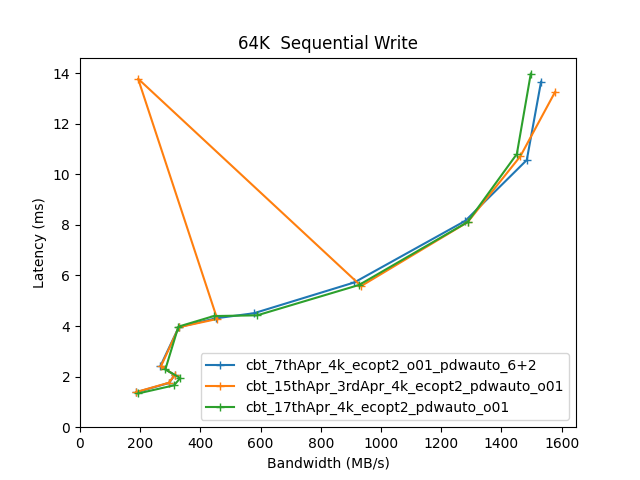 64K  Sequential Write
Latency (ms)
14
12
10
8
6
4
2
0
0 200 400 600 800 1000 1200 1400 1600
Bandwidth (MB/s)
cbt_7thApr_4k_ecopt2_o01_pdwauto_6+2
cbt_15thApr_3rdApr_4k_ecopt2_pdwauto_o01
cbt_17thApr_4k_ecopt2_pdwauto_o01